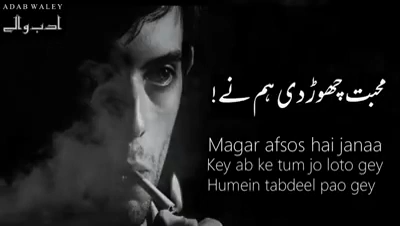 ADAB WALEY
ادب والے
محبت چھوڑ دی ہم نے !
Magar afsos hai janaa
Key ab ke tum jo loto gey
Humein tabdeel pao gey